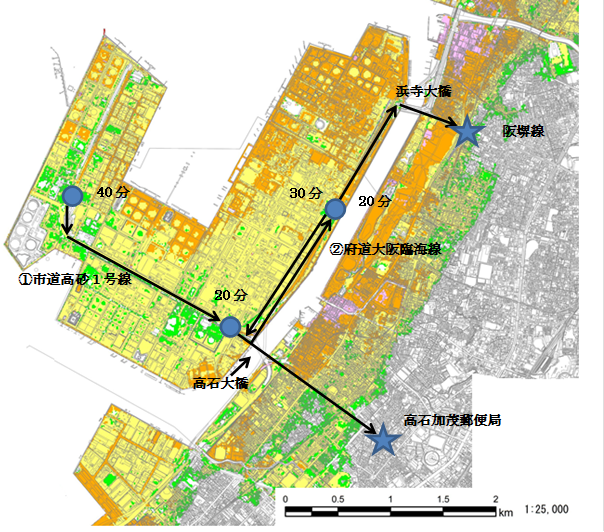 浜寺大橋
阪堺線
40分
30分
20分
②府道大阪臨海線
①市道高砂1号線
20分
高石大橋
高石加茂郵便局
0 0.5 1 1.5 2
km
1:25,000